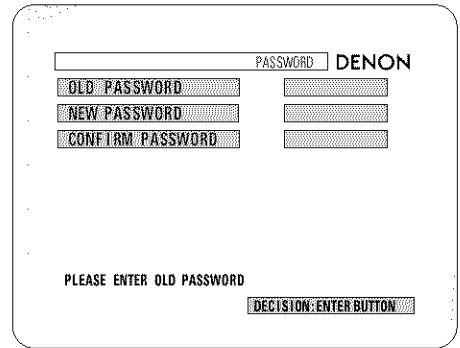 PASSWORD DENON
OLD PASSWORD
NEW PASSWORD
CONFIRM PASSWORD
PLEASE ENTER OLD PASSWORD
DECISION:ENTER BUTTON